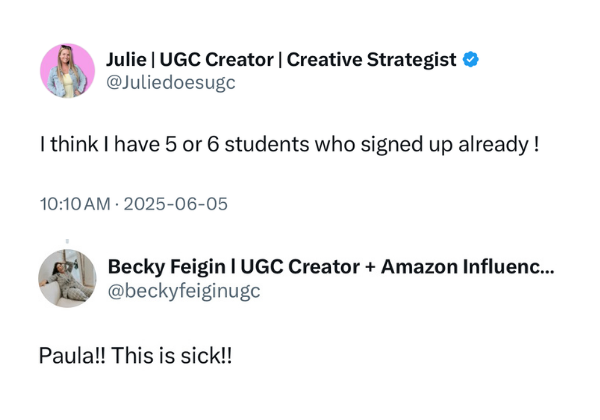 Julie | UGC Creator | Creative Strategist
@Juliedoesugc
I think I have 5 or 6 students who signed up already !
10:10 AM · 2025-06-05
Becky Feigin l UGC Creator + Amazon Influenc...
@beckyfeiginugc
Paula!! This is sick!!